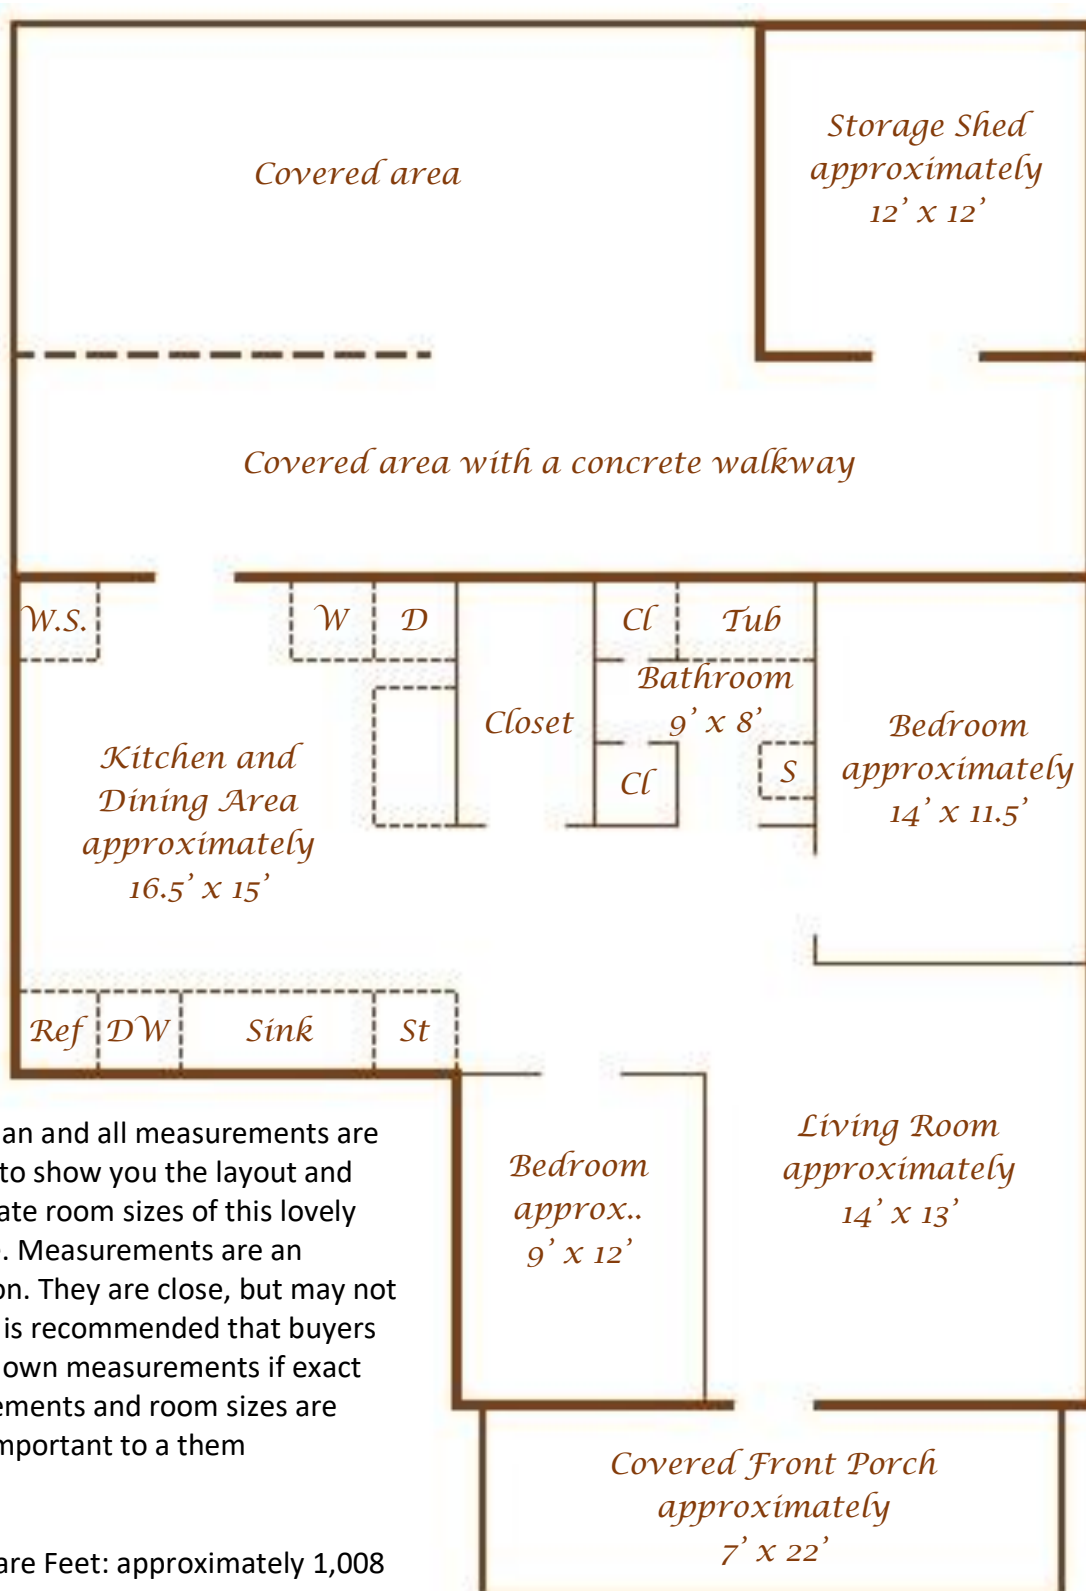 Covered area
Storage Shed
approximately
12’ x 12’
Covered area with a concrete walkway
W.S.
W
D
Closet
Cl
Tub
Bathroom
9’ x 8’
Cl
S
Bedroom
approximately
14’ x 11.5’
Kitchen and
Dining Area
approximately
16.5’ x 15’
Ref
DW
Sink
St
an and all measurements are
to show you the layout and
ate room sizes of this lovely
. Measurements are an
on. They are close, but may not
is recommended that buyers
own measurements if exact
ements and room sizes are
mportant to a them
are Feet: approximately 1,008
Bedroom
approx..
9’ x 12’
Living Room
approximately
14’ x 13’
Covered Front Porch
approximately
7’ x 22’